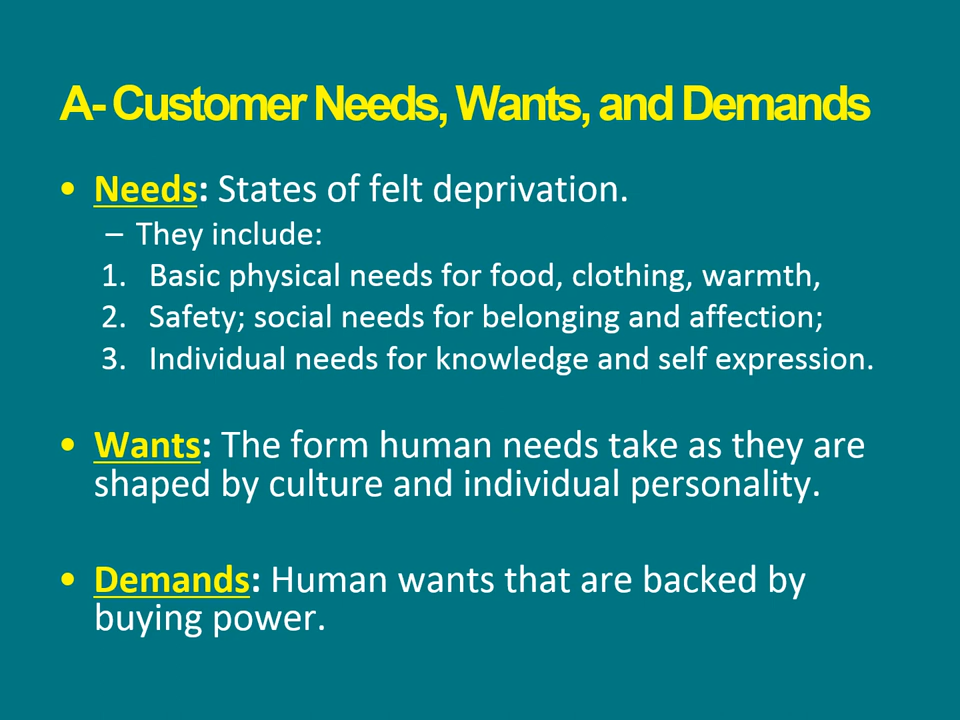 A- Customer Needs, Wants, and Demands
• Needs: States of felt deprivation.
– They include:
1. Basic physical needs for food, clothing, warmth,
2. Safety; social needs for belonging and affection;
3. Individual needs for knowledge and self expression.
• Wants: The form human needs take as they are
shaped by culture and individual personality.
• Demands: Human wants that are backed by
buying power.